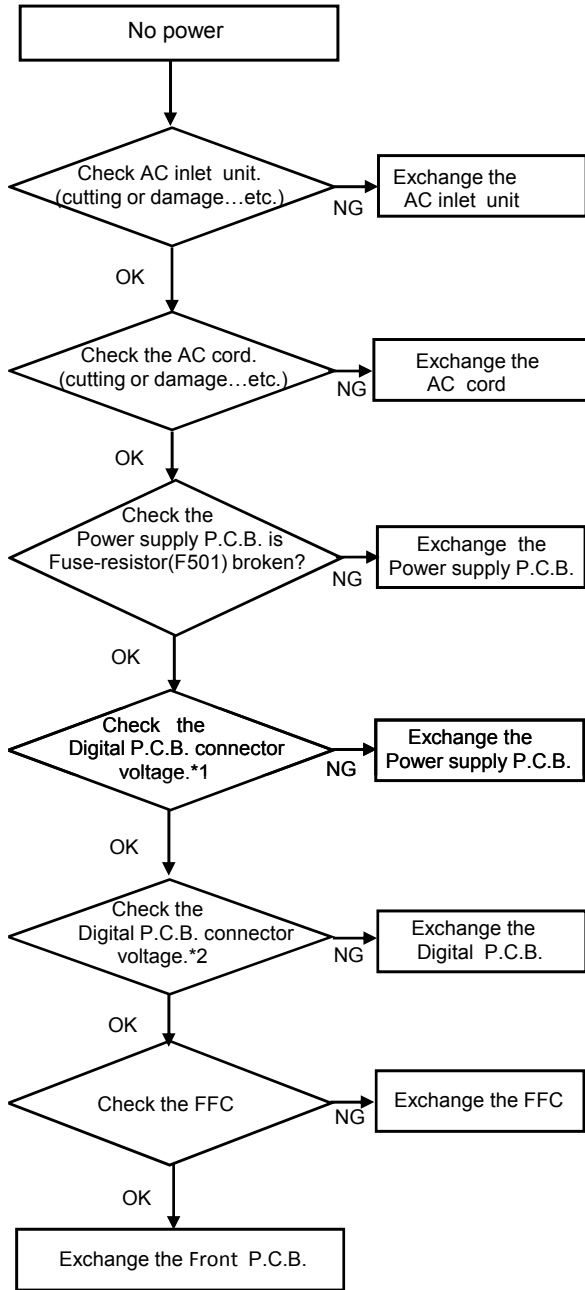 No power
Check AC inlet unit.
(cutting or damage…etc.)
NG
Exchange the
AC inlet unit
OK
Check the AC cord.
(cutting or damage…etc.)
NG
Exchange the
AC cord
OK
Check the
Power supply P.C.B. is
Fuse-resistor(F501) broken?
NG
Exchange the
Power supply P.C.B.
OK
Check the
Digital P.C.B. connector
voltage.*1
NG
Exchange the
Power supply P.C.B.
OK
Check the
Digital P.C.B. connector
voltage.*2
NG
Exchange the
Digital P.C.B.
OK
Check the FFC
NG
Exchange the FFC
OK
Exchange the Front P.C.B.